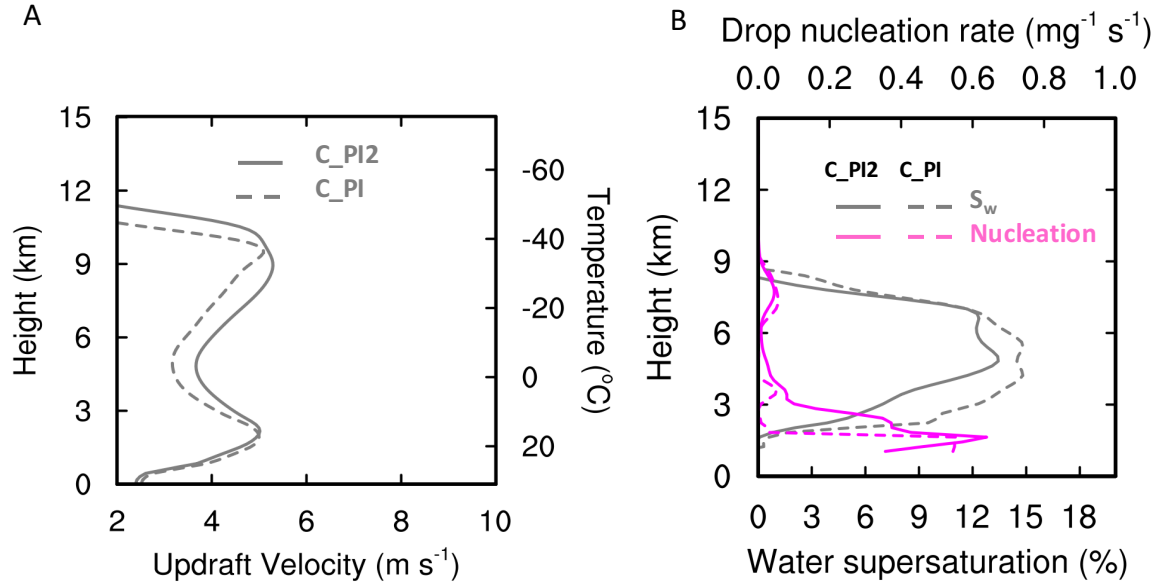 A
15
12
9
6
3
0
Height (km)
C_PI2
C_PI
-60
-40
-20
0
20
Temperature (°C)
2
4
6
8
10
Updraft Velocity (m s⁻¹)
B
Drop nucleation rate (mg⁻¹ s⁻¹)
0.0 0.2 0.4 0.6 0.8 1.0
15
12
9
6
3
0
Height (km)
C_PI2 C_PI
S_w
Nucleation
0 3 6 9 12 15 18
Water supersaturation (%)